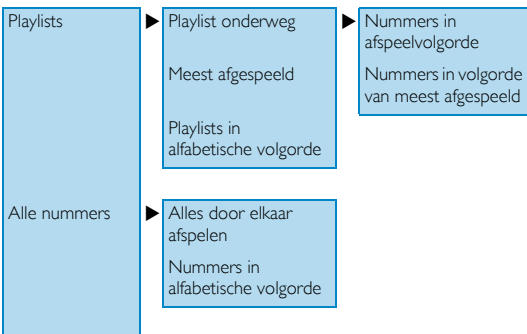 Playlists
Playlist onderweg
Nummers in
afspeelvolgorde
Meest afgespeeld
Nummers in volgorde
van meest afgespeeld
Playlists in
alfabetische volgorde
Alle nummers
Alles door elkaar
afspelen
Nummers in
alfabetische volgorde